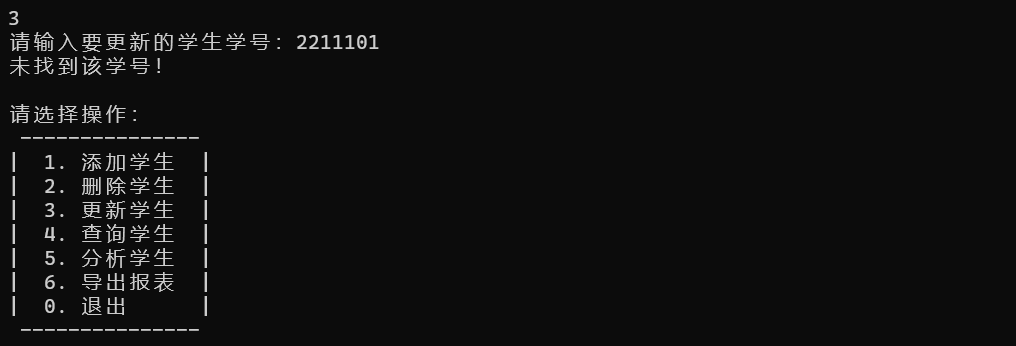 3
请输入要更新的学生学号：2211101
未找到该学号！
请选择操作：
---------------
|  1. 添加学生  |
|  2. 删除学生  |
|  3. 更新学生  |
|  4. 查询学生  |
|  5. 分析学生  |
|  6. 导出报表  |
|  0. 退出      |
---------------